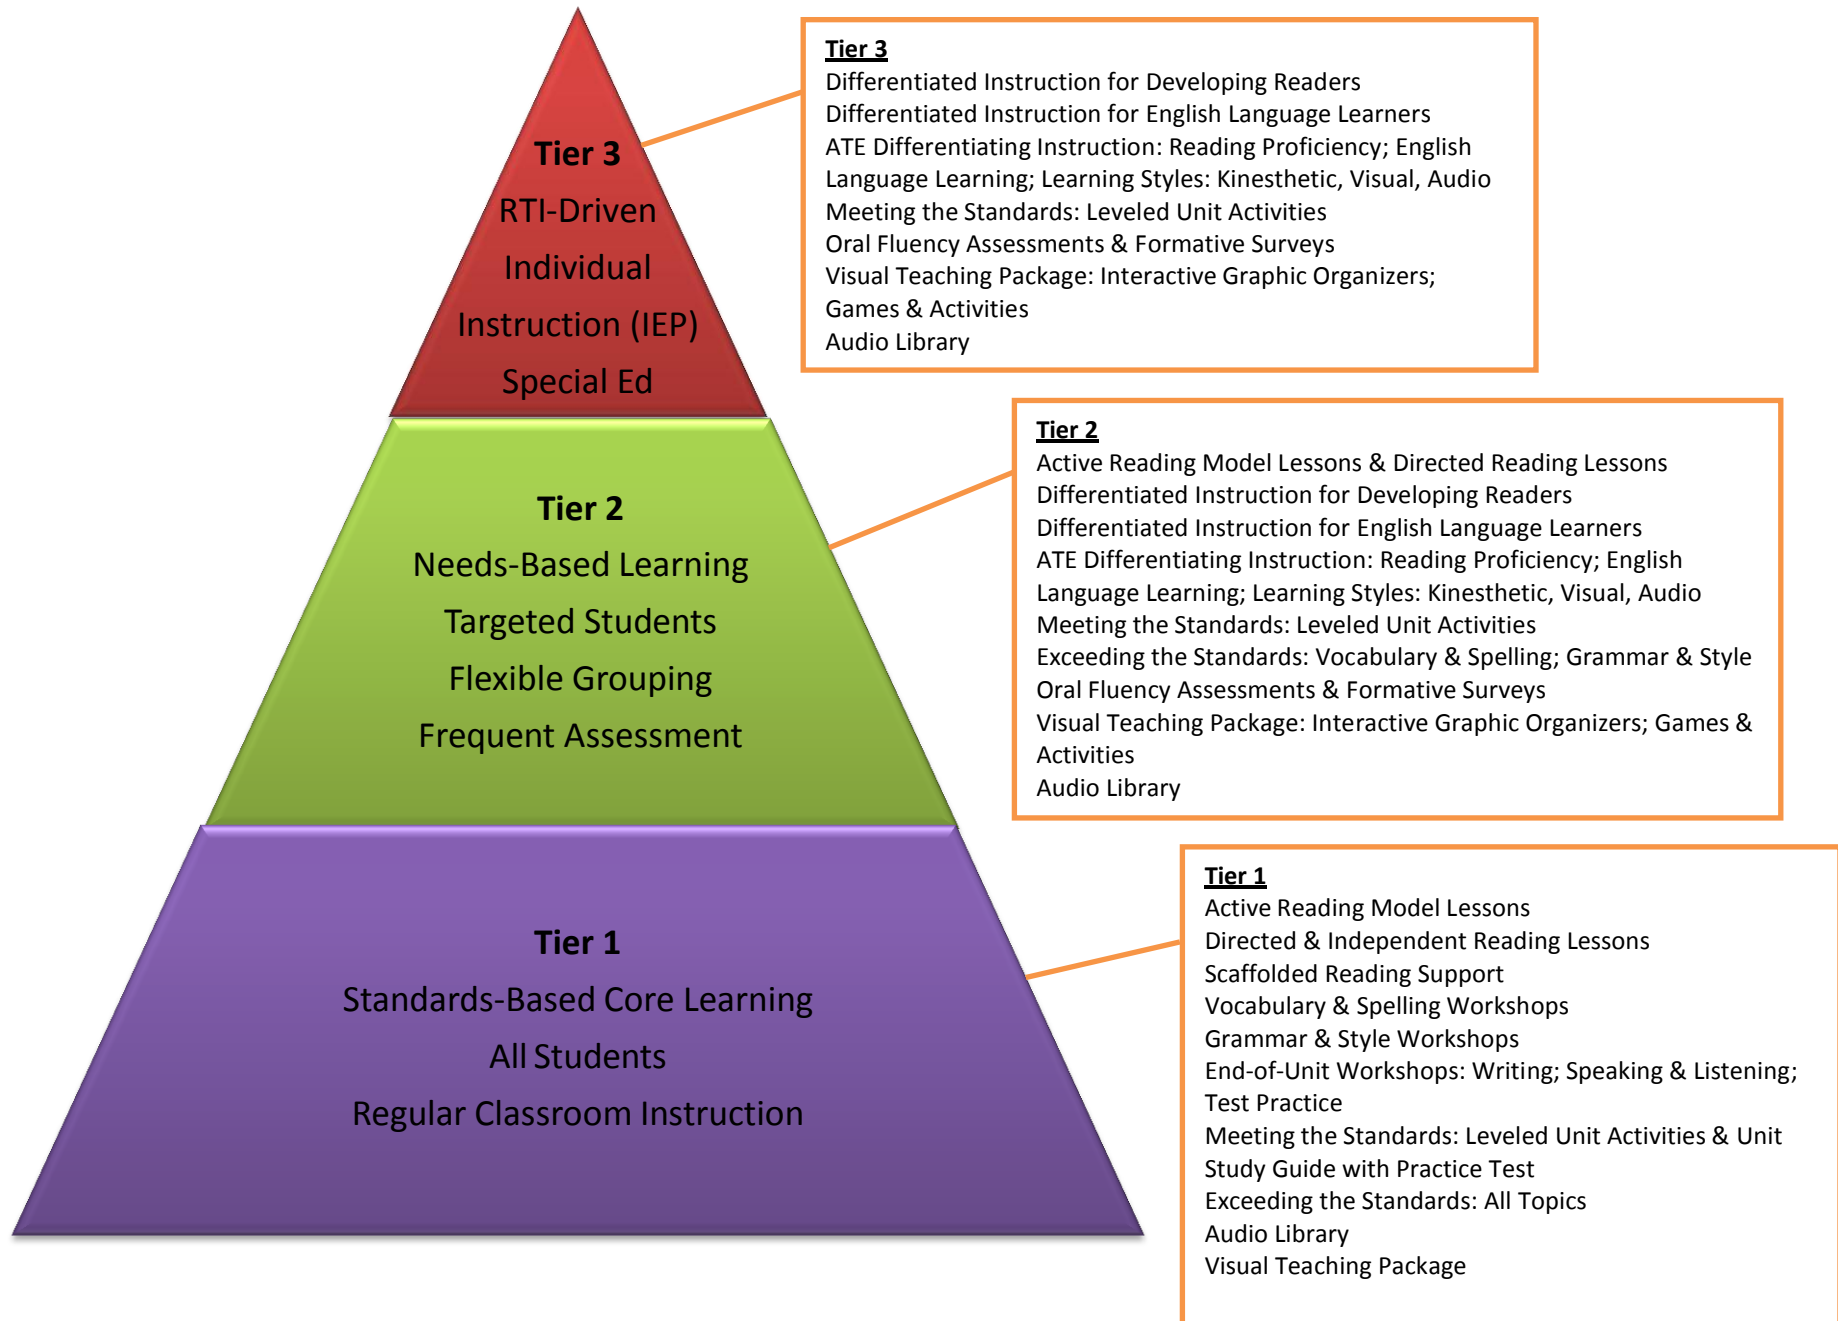 Tier 3
RTI-Driven
Individual
Instruction (IEP)
Special Ed
Tier 3
Differentiated Instruction for Developing Readers
Differentiated Instruction for English Language Learners
ATE Differentiating Instruction: Reading Proficiency; English
Language Learning; Learning Styles: Kinesthetic, Visual, Audio
Meeting the Standards: Leveled Unit Activities
Oral Fluency Assessments & Formative Surveys
Visual Teaching Package: Interactive Graphic Organizers;
Games & Activities
Audio Library
Tier 2
Needs-Based Learning
Targeted Students
Flexible Grouping
Frequent Assessment
Tier 2
Active Reading Model Lessons & Directed Reading Lessons
Differentiated Instruction for Developing Readers
Differentiated Instruction for English Language Learners
ATE Differentiating Instruction: Reading Proficiency; English
Language Learning; Learning Styles: Kinesthetic, Visual, Audio
Meeting the Standards: Leveled Unit Activities
Exceeding the Standards: Vocabulary & Spelling; Grammar & Style
Oral Fluency Assessments & Formative Surveys
Visual Teaching Package: Interactive Graphic Organizers; Games &
Activities
Audio Library
Tier 1
Standards-Based Core Learning
All Students
Regular Classroom Instruction
Tier 1
Active Reading Model Lessons
Directed & Independent Reading Lessons
Scaffolded Reading Support
Vocabulary & Spelling Workshops
Grammar & Style Workshops
End-of-Unit Workshops: Writing; Speaking & Listening;
Test Practice
Meeting the Standards: Leveled Unit Activities & Unit
Study Guide with Practice Test
Exceeding the Standards: All Topics
Audio Library
Visual Teaching Package